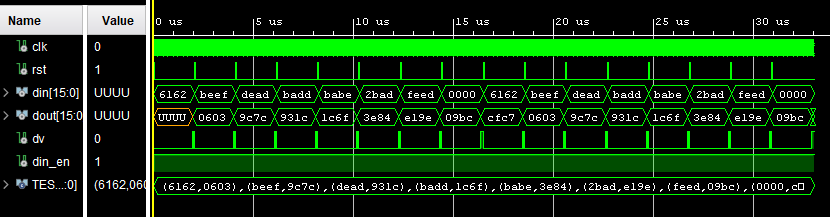 Name Value 0 us 5 us 10 us 15 us 20 us 25 us 30 us
clk 0
rst 1
din[15:0] UUUU 6162 beef dead badd babe 2bad feed 0000 6162 beef dead badd babe 2bad feed 0000
dout[15:0 UUUU UUUU 0603 9c7c 931c 1c6f 3e84 e19e 09bc cfc7 0603 9c7c 931c 1c6f 3e84 e19e 09bc
dv 0
din_en 1
TES...:0] (6162,060 (6162,0603),(beef,9c7c),(dead,931c),(badd,1c6f),(babe,3e84),(2bad,e19e),(feed,09bc),(0000,c